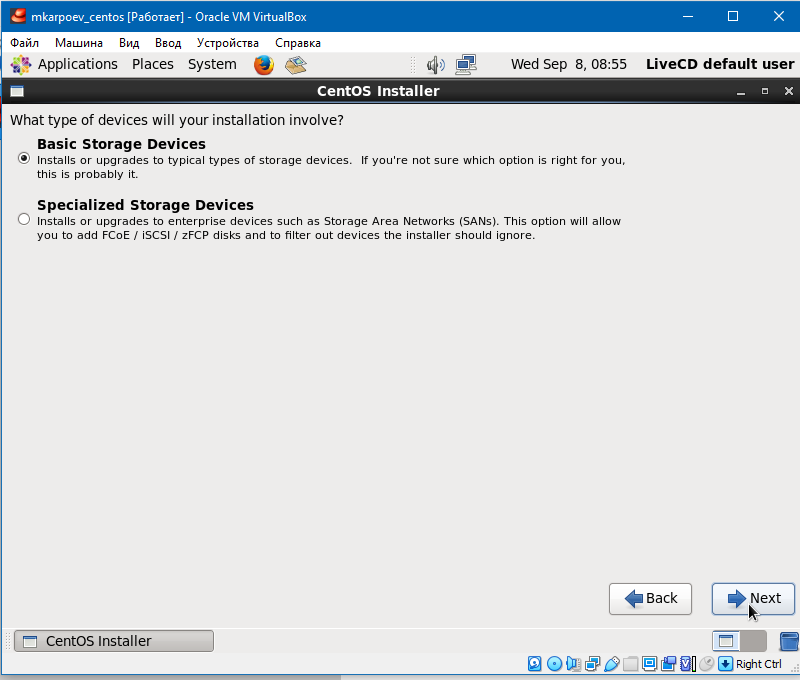 mkarpoev_centos [Работает] - Oracle VM VirtualBox
Файл Машина Вид Ввод Устройства Справка
Applications Places System Wed Sep 8, 08:55 LiveCD default user
CentOS Installer
What type of devices will your installation involve?
Basic Storage Devices
Installs or upgrades to typical types of storage devices. If you're not sure which option is right for you,
this is probably it.
Specialized Storage Devices
Installs or upgrades to enterprise devices such as Storage Area Networks (SANs). This option will allow
you to add FCoE / iSCSI / zFCP disks and to filter out devices the installer should ignore.
Back Next
CentOS Installer
Right Ctrl